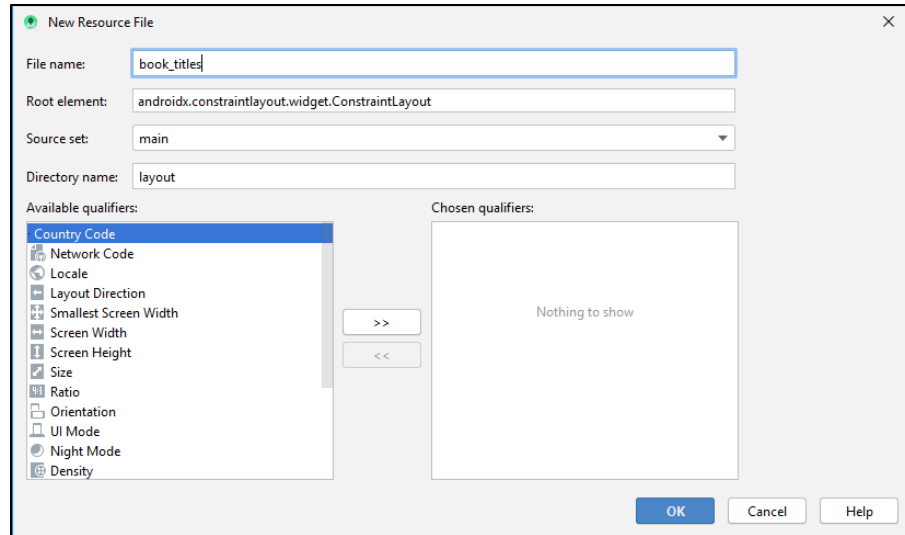 New Resource File
File name: book_titles
Root element: androidx.constraintlayout.widget.ConstraintLayout
Source set: main
Directory name: layout
Available qualifiers: Chosen qualifiers:
Country Code
Network Code
Locale
Layout Direction
Smallest Screen Width
Screen Width
Screen Height
Size
Ratio
Orientation
UI Mode
Night Mode
Density
>>
<<
Nothing to show
OK Cancel Help